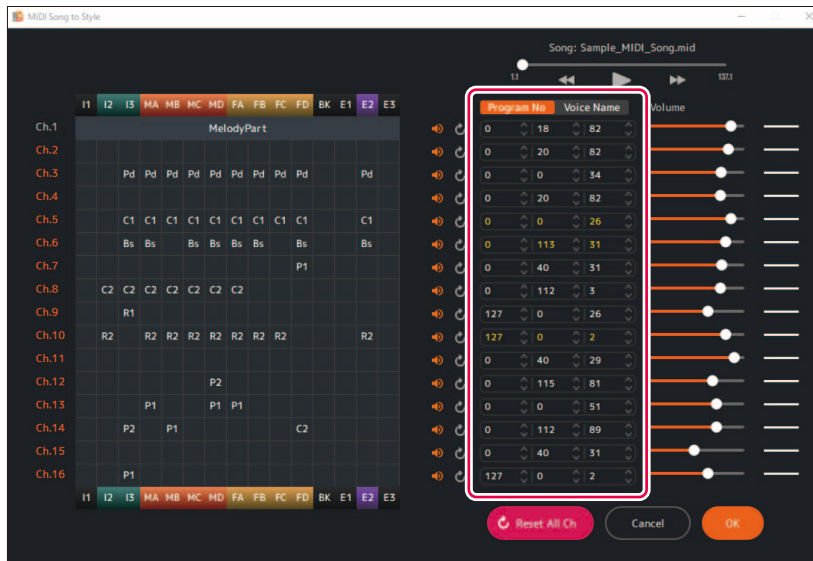 MIDI Song to Style
Song: Sample_MIDI_Song.mid
1.1 137.1
I1 I2 I3 MA MB MC MD FA FB FC FD BK E1 E2 E3 Program No Voice Name Volume
Ch.1 MelodyPart 0 18 82
Ch.2 0 20 82
Ch.3 Pd Pd Pd Pd Pd Pd Pd Pd Pd Pd 0 0 34
Ch.4 0 20 82
Ch.5 C1 C1 C1 C1 C1 C1 C1 C1 C1 C1 0 0 26
Ch.6 Bs Bs Bs Bs Bs Bs Bs Bs 0 113 31
Ch.7 P1 0 40 31
Ch.8 C2 C2 C2 C2 C2 C2 C2 0 112 3
Ch.9 R1 127 0 26
Ch.10 R2 R2 R2 R2 R2 R2 R2 R2 R2 127 0 2
Ch.11 0 40 29
Ch.12 P2 0 115 81
Ch.13 P1 P1 P1 0 0 51
Ch.14 P2 P1 C2 0 112 89
Ch.15 0 40 31
Ch.16 P1 127 0 2
I1 I2 I3 MA MB MC MD FA FB FC FD BK E1 E2 E3
Reset All Ch Cancel OK